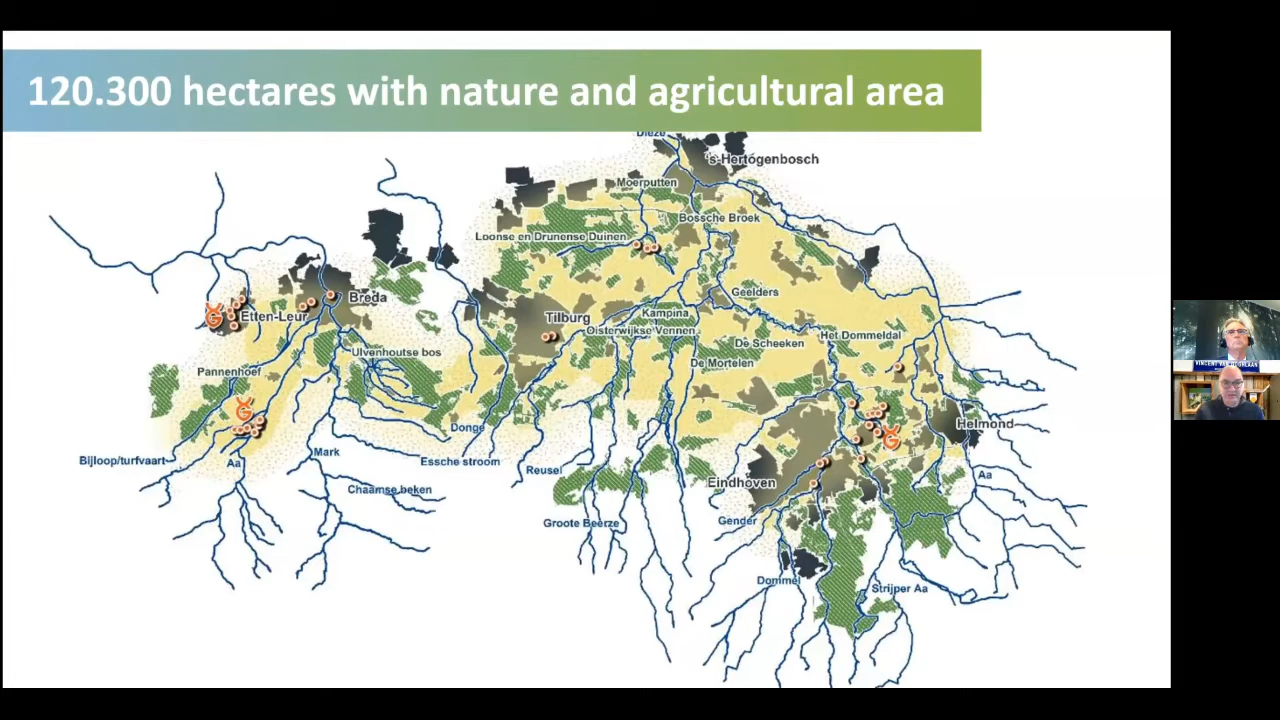 120.300 hectares with nature and agricultural area
Dieze
's-Hertogenbosch
Moerputten
Bossche Broek
Loonse en Drunense Duinen
Geelders
Breda
Etten-Leur
Tilburg
Kampina
Oisterwijkse Vennen
Het Dommeldal
De Scheeken
Ulvenhoutse bos
De Mortelen
Pannenhoef
Helmond
Donge
Mark
Bijloop/turfvaart
Aa
Essche stroom
Reusel
Aa
Eindhoven
Chaamse beken
Groote Beerze
Gender
Dommel
Strijper Aa